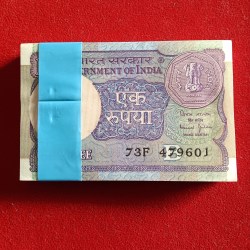 भारत सरकार
GOVERNMENT OF INDIA
एक
रुपया
73F 479601